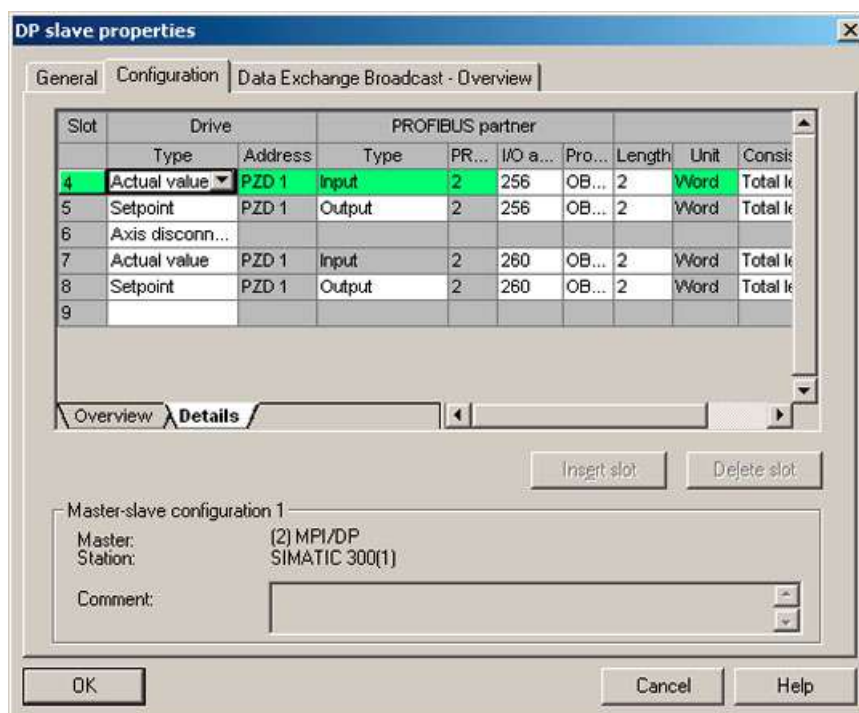 DP slave properties
General Configuration Data Exchange Broadcast - Overview
Slot Drive PROFIBUS partner
Type Address Type PR... I/O a... Pro... Length Unit Consis
4 Actual value PZD 1 Input 2 256 OB... 2 Word Total le
5 Setpoint PZD 1 Output 2 256 OB... 2 Word Total le
6 Axis disconn...
7 Actual value PZD 1 Input 2 260 OB... 2 Word Total le
8 Setpoint PZD 1 Output 2 260 OB... 2 Word Total le
9
Overview Details
Insert slot Delete slot
Master-slave configuration 1
Master: (2) MPI/DP
Station: SIMATIC 300(1)
Comment:
OK Cancel Help